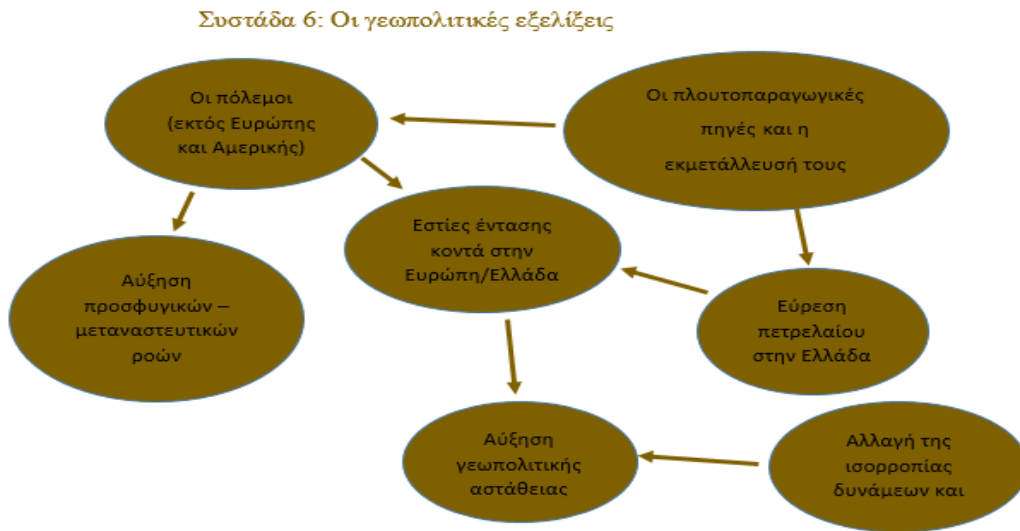 Συστάδα 6: Οι γεωπολιτικές εξελίξεις
Οι πόλεμοι
(εκτός Ευρώπης
και Αμερικής)
Οι πλουτοπαραγωγικές
πηγές και η
εκμετάλλευσή τους
Εστίες έντασης
κοντά στην
Ευρώπη/Ελλάδα
Αύξηση
προσφυγικών –
μεταναστευτικών
ροών
Εύρεση
πετρελαίου
στην Ελλάδα
Αύξηση
γεωπολιτικής
αστάθειας
Αλλαγή της
ισορροπίας
δυνάμεων και